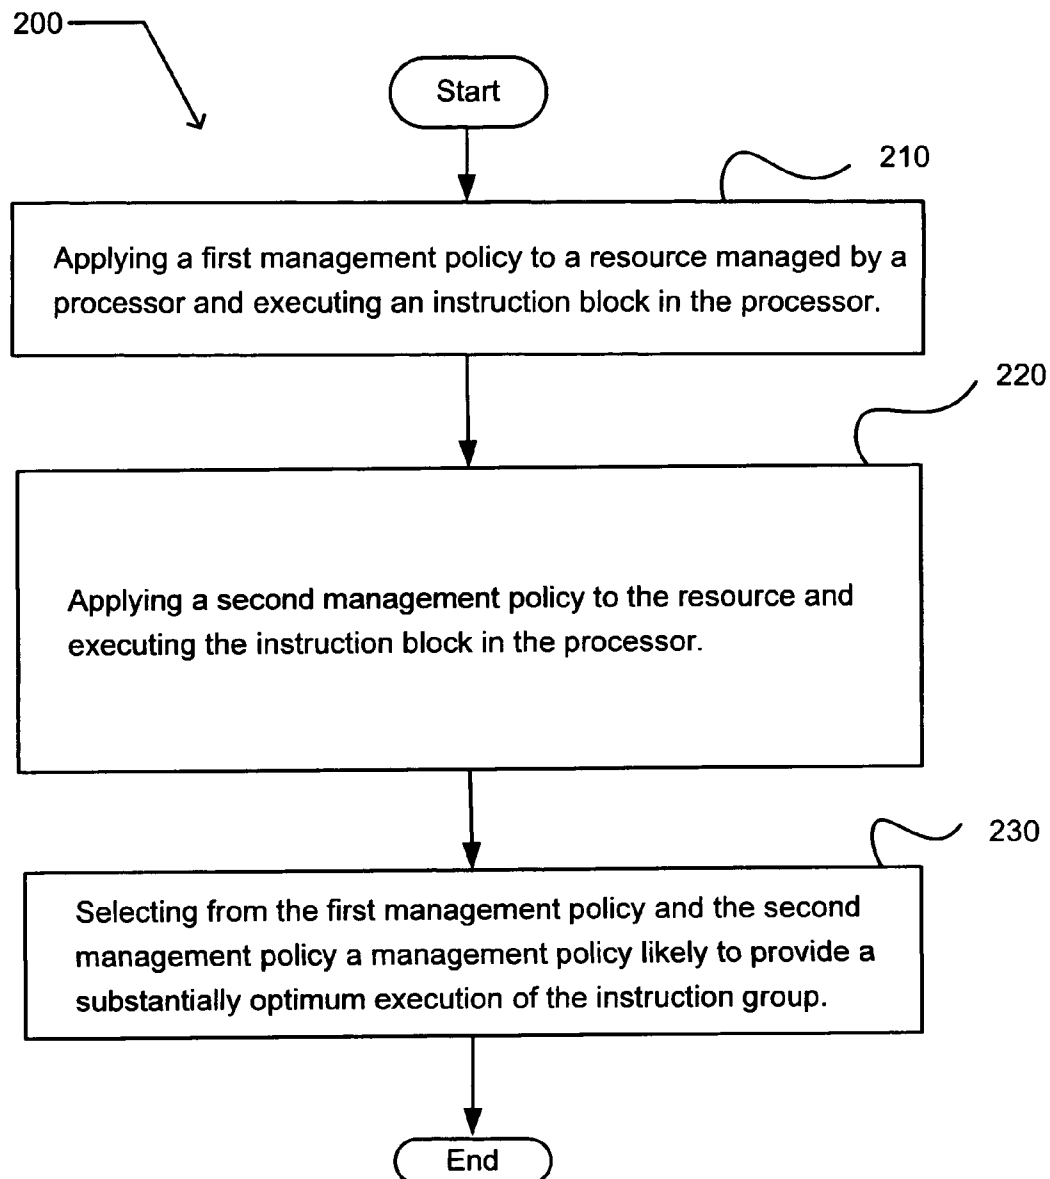 200
Start
210
Applying a first management policy to a resource managed by a
processor and executing an instruction block in the processor.
220
Applying a second management policy to the resource and
executing the instruction block in the processor.
230
Selecting from the first management policy and the second
management policy a management policy likely to provide a
substantially optimum execution of the instruction group.
End